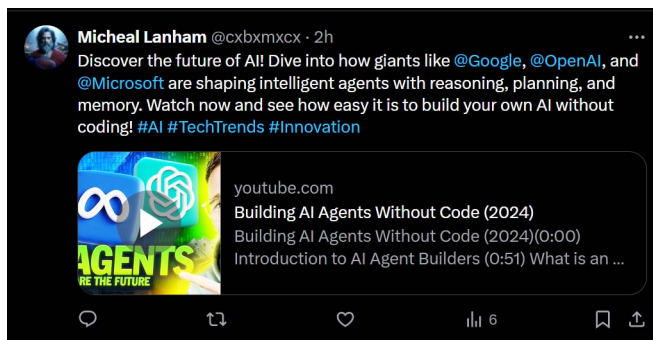 Micheal Lanham @cxbxmxcx · 2h
Discover the future of AI! Dive into how giants like @Google, @OpenAI, and
@Microsoft are shaping intelligent agents with reasoning, planning, and
memory. Watch now and see how easy it is to build your own AI without
coding! #AI #TechTrends #Innovation
AGENTS
RE THE FUTURE
youtube.com
Building AI Agents Without Code (2024)
Building AI Agents Without Code (2024)(0:00)
Introduction to AI Agent Builders (0:51) What is an ...
6